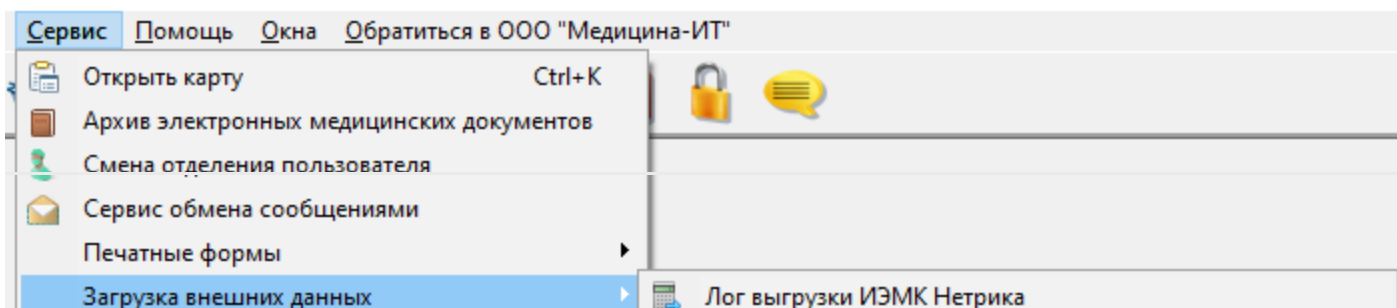 Сервис Помощь Окна Обратиться в ООО "Медицина-ИТ"
Открыть карту Ctrl+K
Архив электронных медицинских документов
Смена отделения пользователя
Сервис обмена сообщениями
Печатные формы
Загрузка внешних данных Лог выгрузки ИЭМК Нетрика